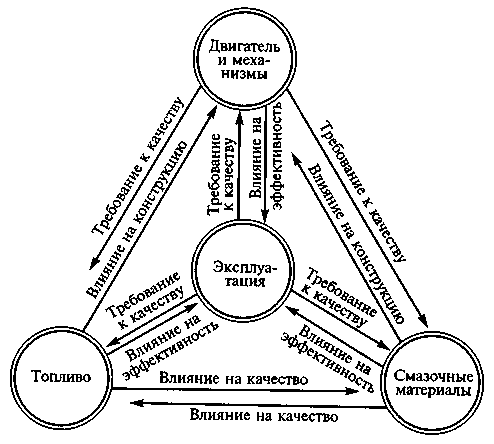 Двигатель
и меха-
низмы
Требование к качеству
Влияние на конструкцию
Требование
к качеству
Влияние на
эффективность
Требование к качеству
Влияние на конструкцию
Эксплуа-
тация
Требование
к качеству
Влияние на
эффективность
Требование
к качеству
Влияние на
эффективность
Топливо
Влияние на качество
Влияние на качество
Смазочные
материалы